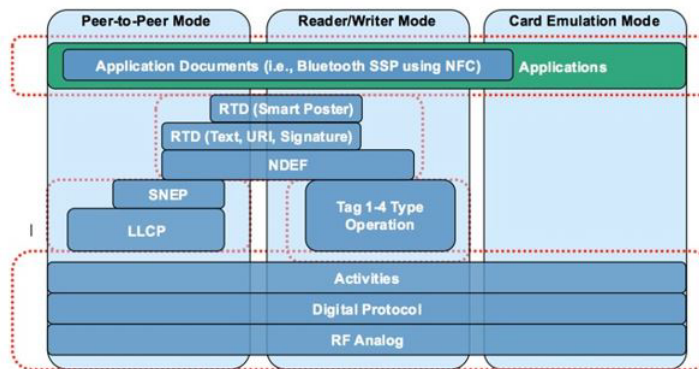 Peer-to-Peer Mode
Reader/Writer Mode
Card Emulation Mode
Application Documents (i.e., Bluetooth SSP using NFC)
Applications
RTD (Smart Poster)
RTD (Text, URI, Signature)
NDEF
SNEP
LLCP
Tag 1-4 Type
Operation
Activities
Digital Protocol
RF Analog